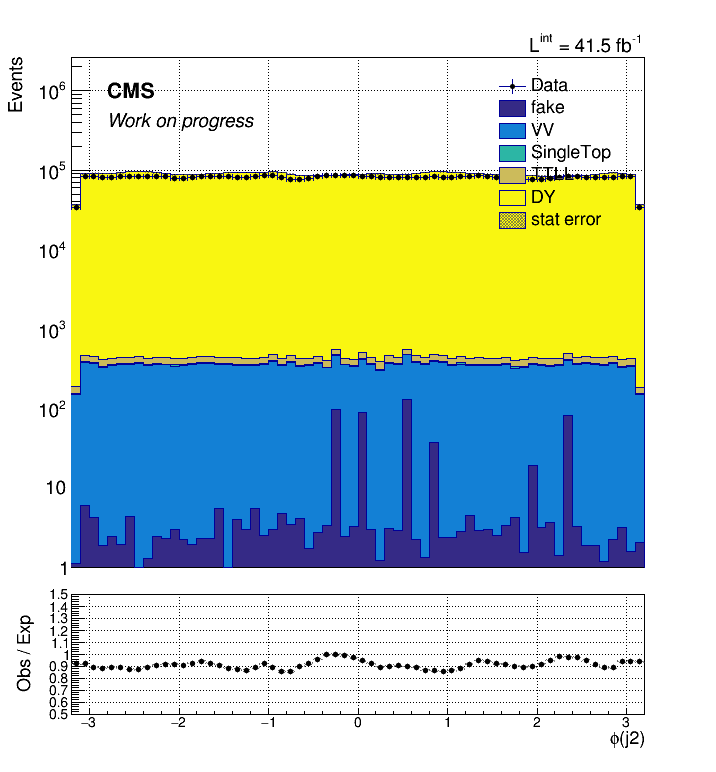 L^int = 41.5 fb^-1
Events
CMS
Work on progress
Data
fake
VV
SingleTop
TTLL
DY
stat error
10^6
10^5
10^4
10^3
10^2
10
1
Obs / Exp
1.5
1.4
1.3
1.2
1.1
1
0.9
0.8
0.7
0.6
0.5
−3 −2 −1 0 1 2 3
ϕ(j2)